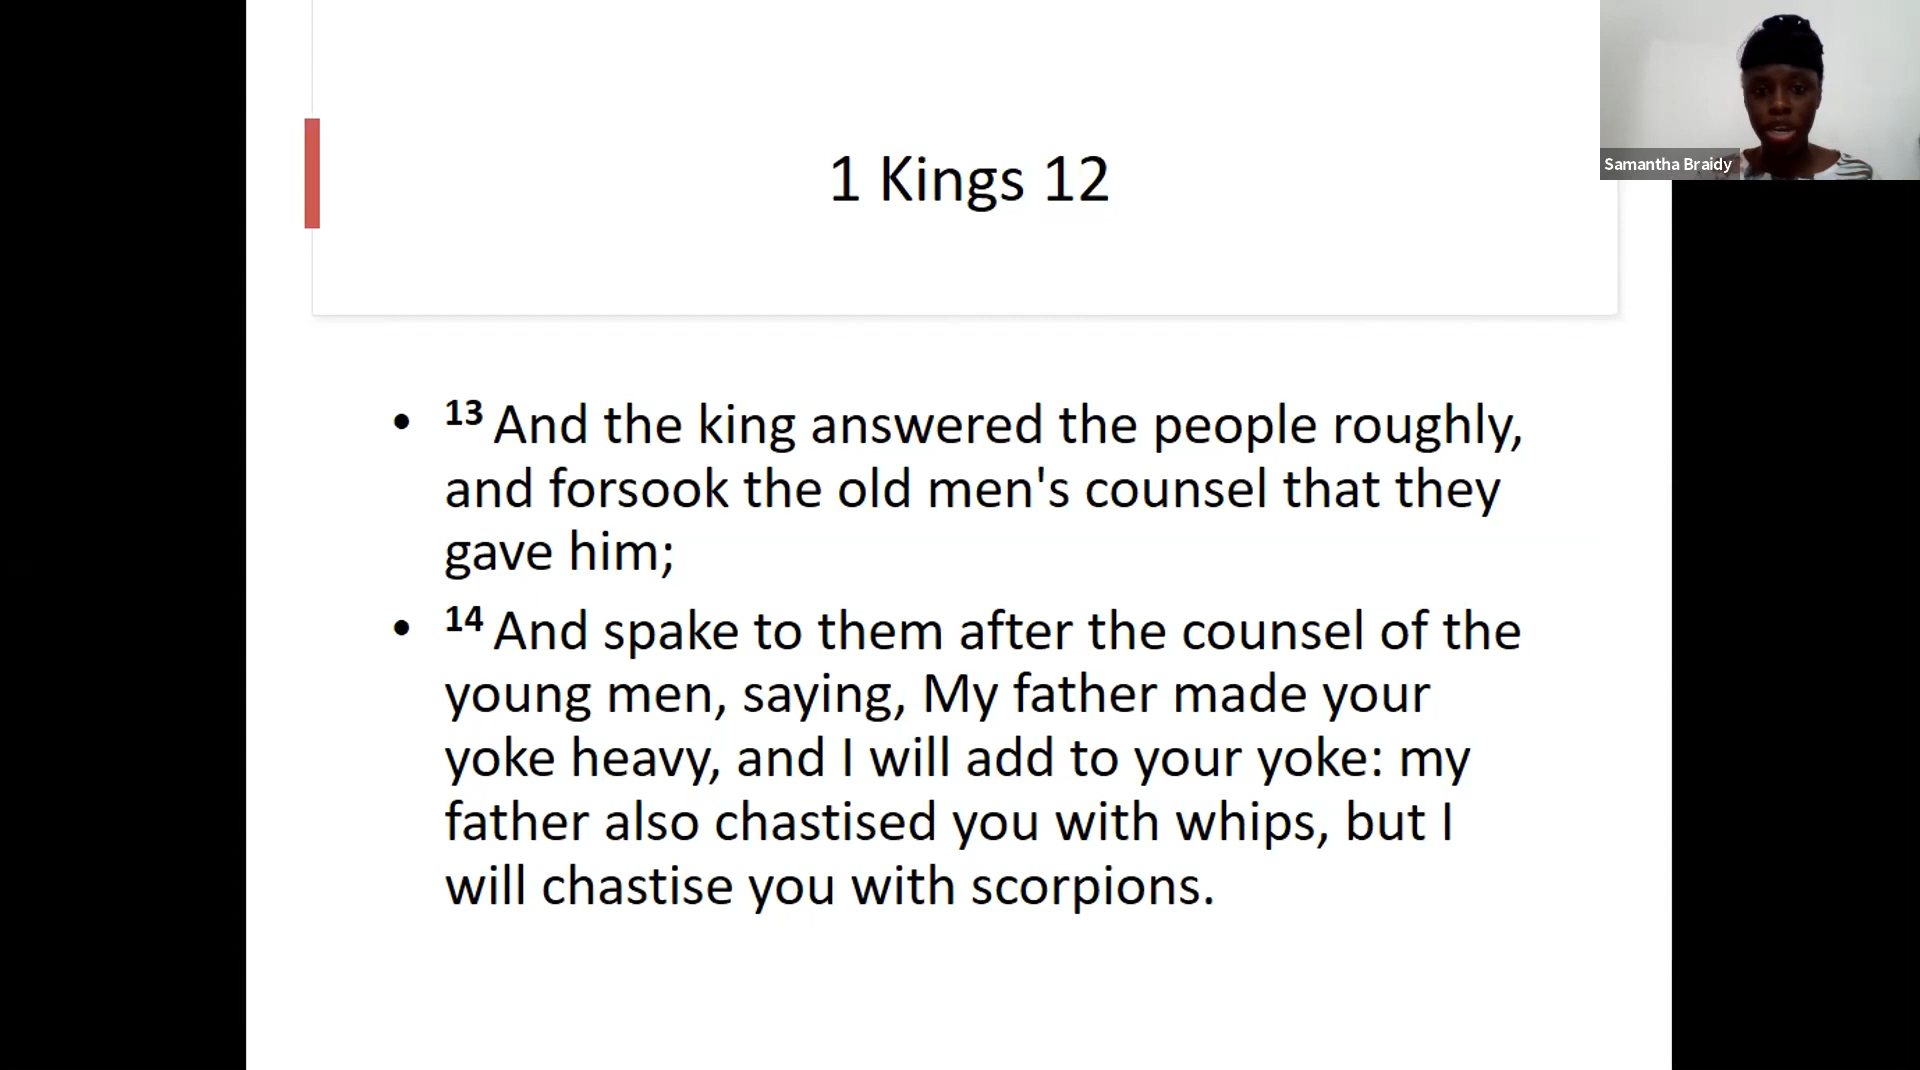 1 Kings 12
Samantha Braidy
• 13 And the king answered the people roughly,
and forsook the old men's counsel that they
gave him;
• 14 And spake to them after the counsel of the
young men, saying, My father made your
yoke heavy, and I will add to your yoke: my
father also chastised you with whips, but I
will chastise you with scorpions.